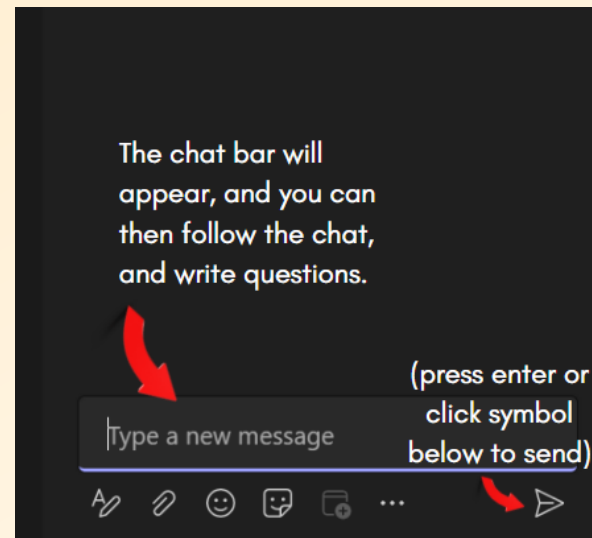 The chat bar will
appear, and you can
then follow the chat,
and write questions.
(press enter or
click symbol
below to send)
Type a new message